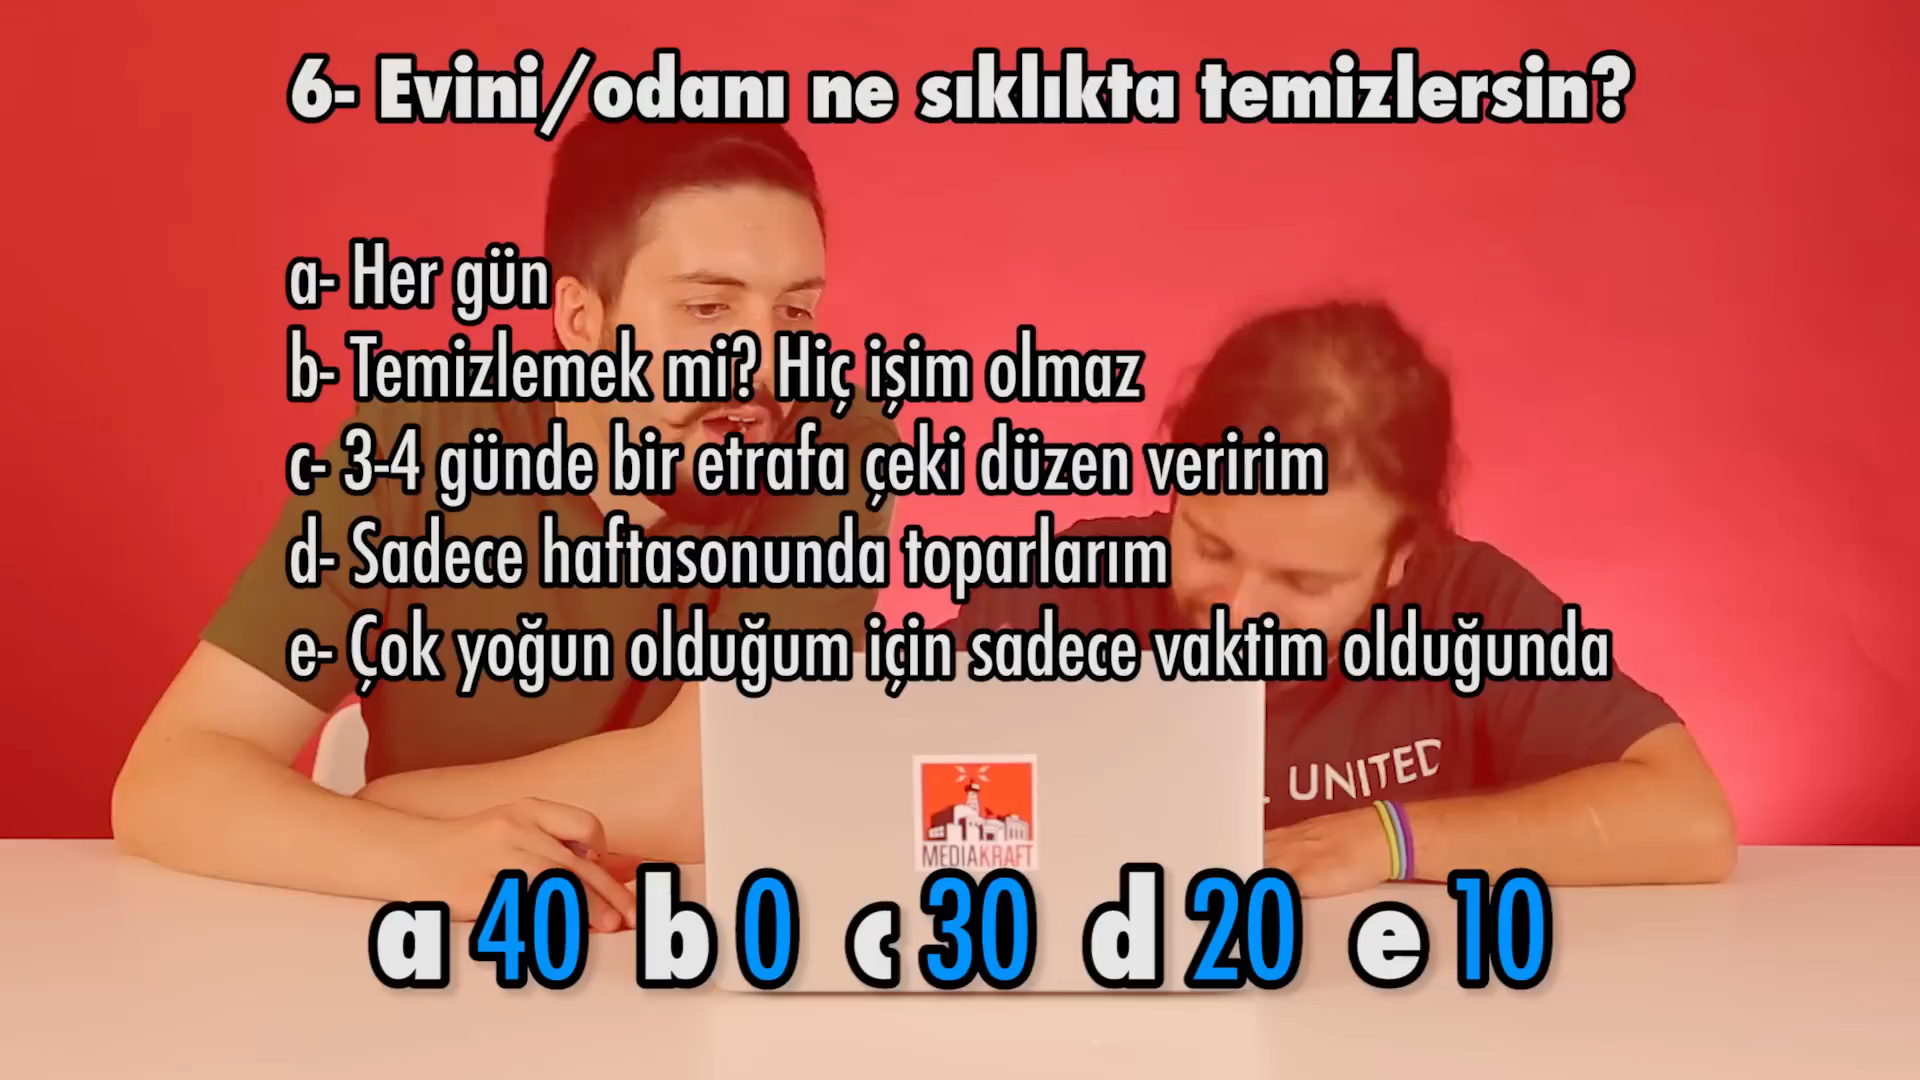 6- Evini/odanı ne sıklıkta temizlersin?
a- Her gün
b- Temizlemek mi? Hiç işim olmaz
c- 3-4 günde bir etrafa çeki düzen veririm
d- Sadece haftasonunda toparlarım
e- Çok yoğun olduğum için sadece vaktim olduğunda
UNITED
MEDIAKRAFT
a 40 b 0 c 30 d 20 e 10